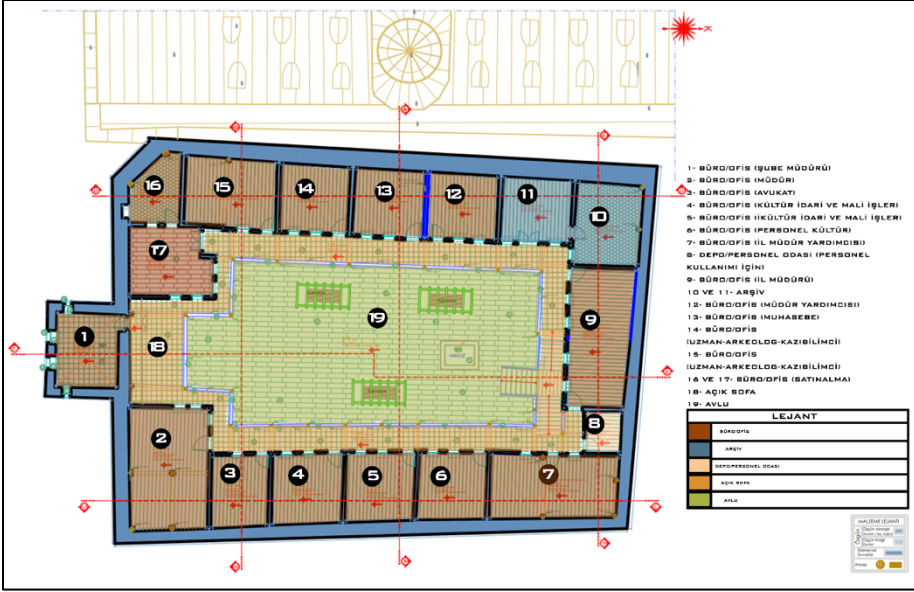 K
1- BÜRO/OFİS (ŞUBE MÜDÜRÜ)
2- BÜRO/OFİS (MÜDÜR)
3- BÜRO/OFİS (AVUKAT)
4- BÜRO/OFİS (KÜLTÜR İDARİ VE MALİ İŞLER)
5- BÜRO/OFİS (İKÜLTÜR İDARİ VE MALİ İŞLER)
6- BÜRO/OFİS (PERSONEL KÜLTÜR)
7- BÜRO/OFİS (İL MÜDÜR YARDIMCISI)
8- DEPO/PERSONEL ODASI (PERSONEL
KULLANIMI İÇİN)
9- BÜRO/OFİS (İL MÜDÜRÜ)
10 VE 11- ARŞİV
12- BÜRO/OFİS (MÜDÜR YARDIMCISI)
13- BÜRO/OFİS (MUHASEBE)
14- BÜRO/OFİS
(UZMAN-ARKEOLOG-KAZIBİLİMCİ)
15- BÜRO/OFİS
(UZMAN-ARKEOLOG-KAZIBİLİMCİ)
16 VE 17- BÜRO/OFİS (SATINALMA)
18- AÇIK SOFA
19- AVLU
LEJANT
BÜRO/OFİS
ARŞİV
DEPO/PERSONEL ODASI
AÇIK SOFA
AVLU
MALZEME LEJANTI
16
15
14
13
12
11
10
17
9
19
1
18
HAVUZ
8
2
3
4
5
6
7